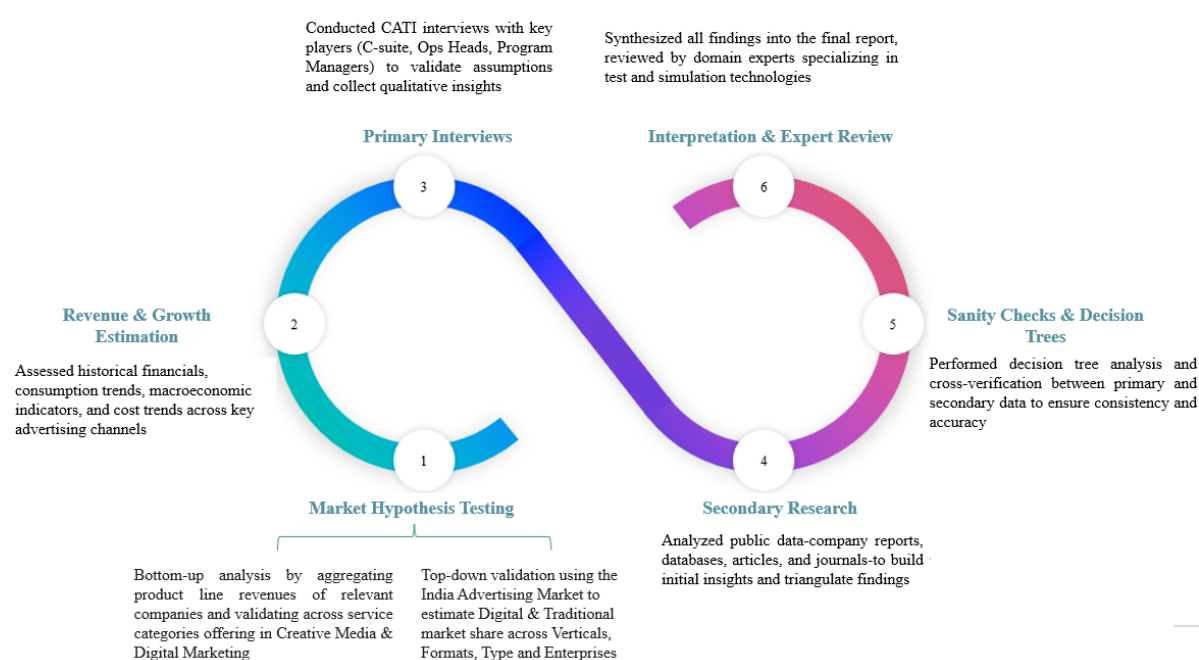 Conducted CATI interviews with key
players (C-suite, Ops Heads, Program
Managers) to validate assumptions
and collect qualitative insights
Synthesized all findings into the final report,
reviewed by domain experts specializing in
test and simulation technologies
Primary Interviews
Interpretation & Expert Review
3
6
Revenue & Growth
Estimation
2
Assessed historical financials,
consumption trends, macroeconomic
indicators, and cost trends across key
advertising channels
5
Sanity Checks & Decision
Trees
Performed decision tree analysis and
cross-verification between primary and
secondary data to ensure consistency and
accuracy
1
4
Market Hypothesis Testing
Secondary Research
Analyzed public data-company reports,
databases, articles, and journals-to build
initial insights and triangulate findings
Bottom-up analysis by aggregating
product line revenues of relevant
companies and validating across service
categories offering in Creative Media &
Digital Marketing
Top-down validation using the
India Advertising Market to
estimate Digital & Traditional
market share across Verticals,
Formats, Type and Enterprises